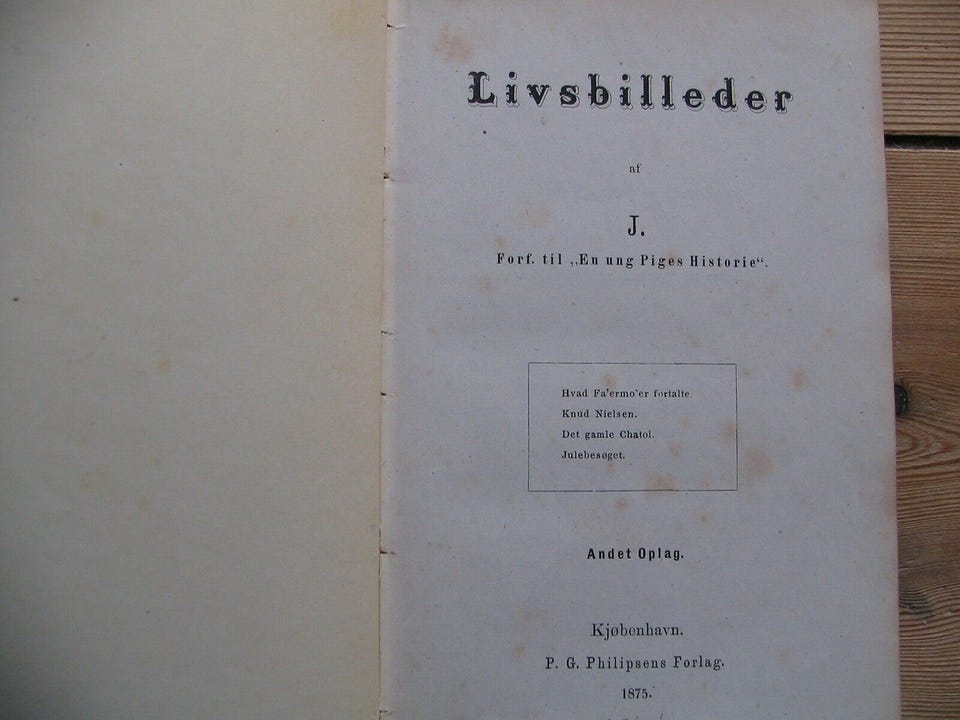 Livsbilleder
af
J.
Forf. til „En ung Piges Historie“.
Hvad Fa'ermo'er fortalte
Knud Nielsen.
Det gamle Chatol.
Julebesøget.
Andet Oplag.
Kjøbenhavn.
P. G. Philipsens Forlag.
1875.